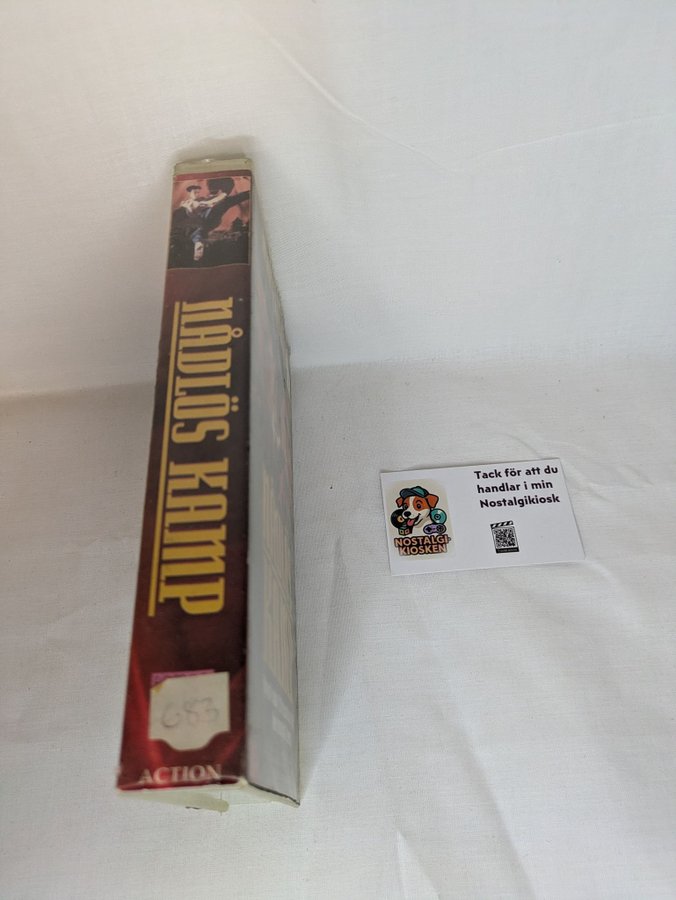 NÅDLÖS KAMP
683
ACTION
Tack för att du
handlar i min
Nostalgikiosk
NOSTALGI-
KIOSKEN